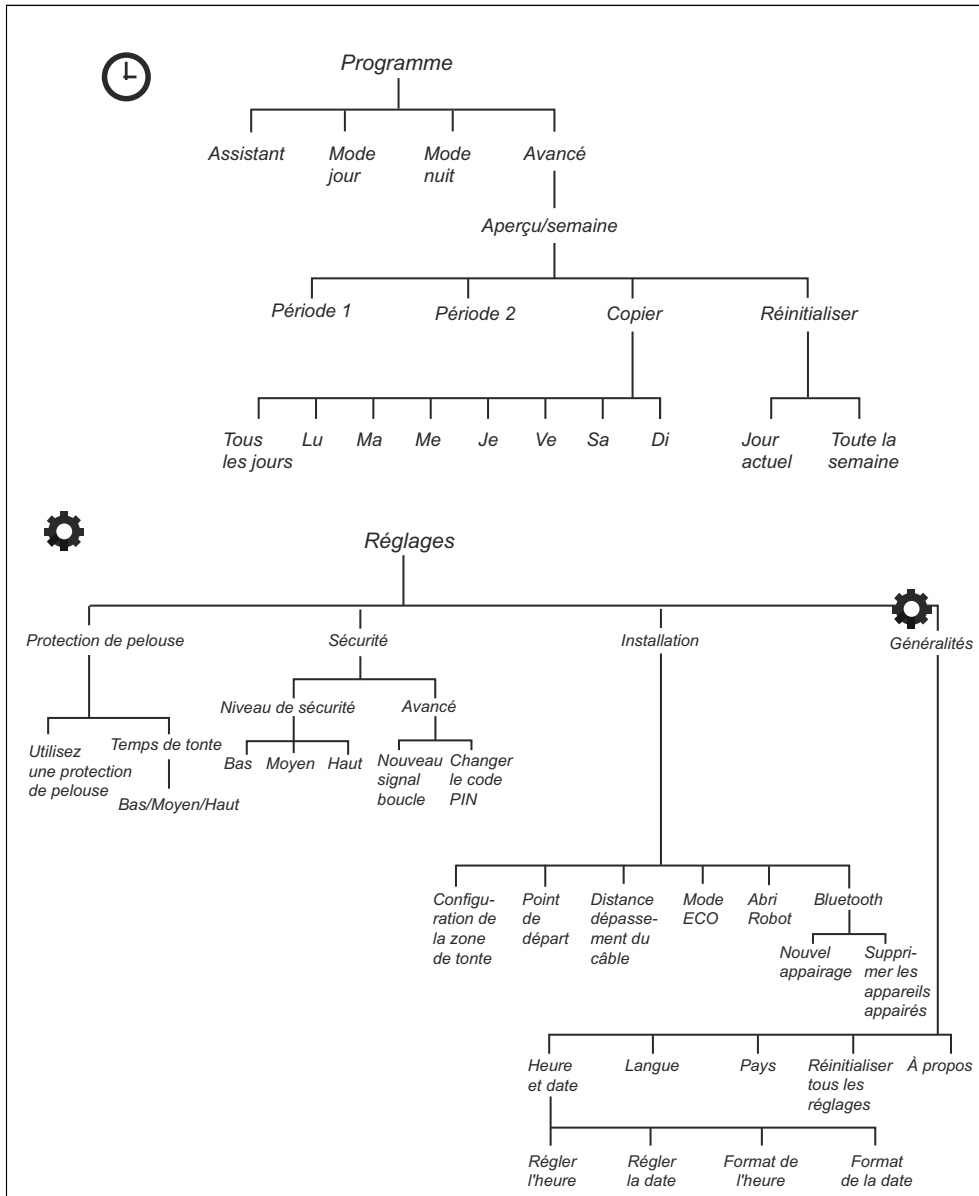 Programme
Assistant
Mode
jour
Mode
nuit
Avancé
Aperçu/semaine
Période 1
Période 2
Copier
Réinitialiser
Tous
les jours
Lu
Ma
Me
Je
Ve
Sa
Di
Jour
actuel
Toute la
semaine
Réglages
Protection de pelouse
Sécurité
Installation
Généralités
Utilisez
une protection
de pelouse
Temps de tonte
Bas/Moyen/Haut
Niveau de sécurité
Avancé
Bas
Moyen
Haut
Nouveau
signal
boucle
Changer
le code
PIN
Configu-
ration de
la zone
de tonte
Point
de
départ
Distance
dépasse-
ment du
câble
Mode
ECO
Abri
Robot
Bluetooth
Nouvel
appairage
Suppri-
mer les
appareils
appairés
Heure
et date
Langue
Pays
Réinitialiser
tous les
réglages
À propos
Régler
l'heure
Régler
la date
Format de
l'heure
Format
de la date